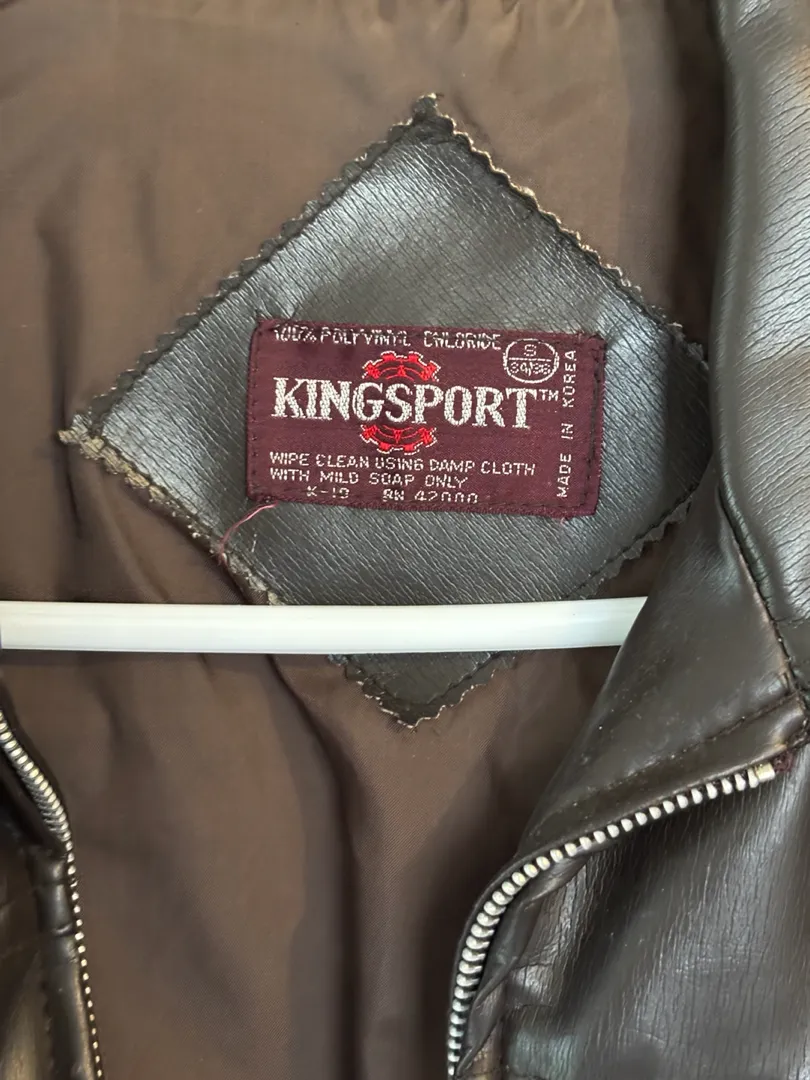 100% POLYVINYL CHLORIDE
S
34/36
KINGSPORT™
MADE IN KOREA
WIPE CLEAN USING DAMP CLOTH
WITH MILD SOAP ONLY
RN 42000